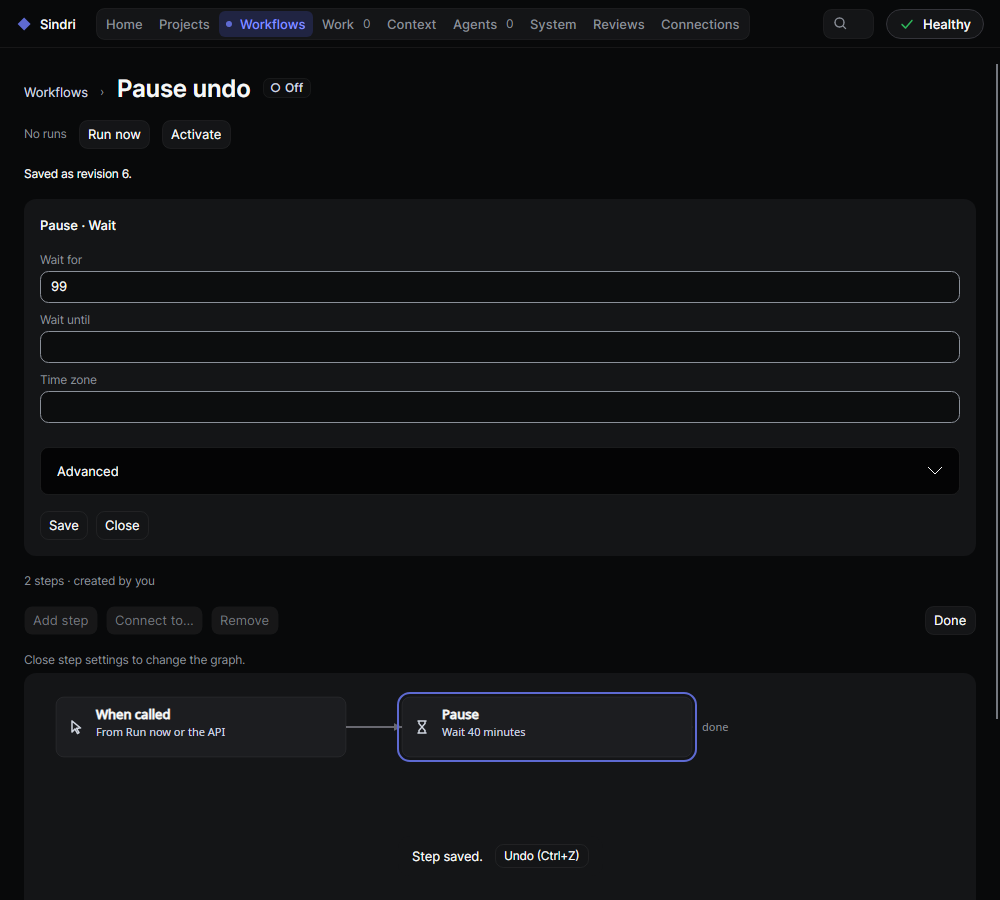 Sindri
Home Projects Workflows Work 0 Context Agents 0 System Reviews Connections
Healthy
Workflows › Pause undo Off
No runs Run now Activate
Saved as revision 6.
Pause · Wait
Wait for
99
Wait until
Time zone
Advanced
Save Close
2 steps · created by you
Add step Connect to... Remove Done
Close step settings to change the graph.
When called
From Run now or the API
Pause
Wait 40 minutes
done
Step saved. Undo (Ctrl+Z)